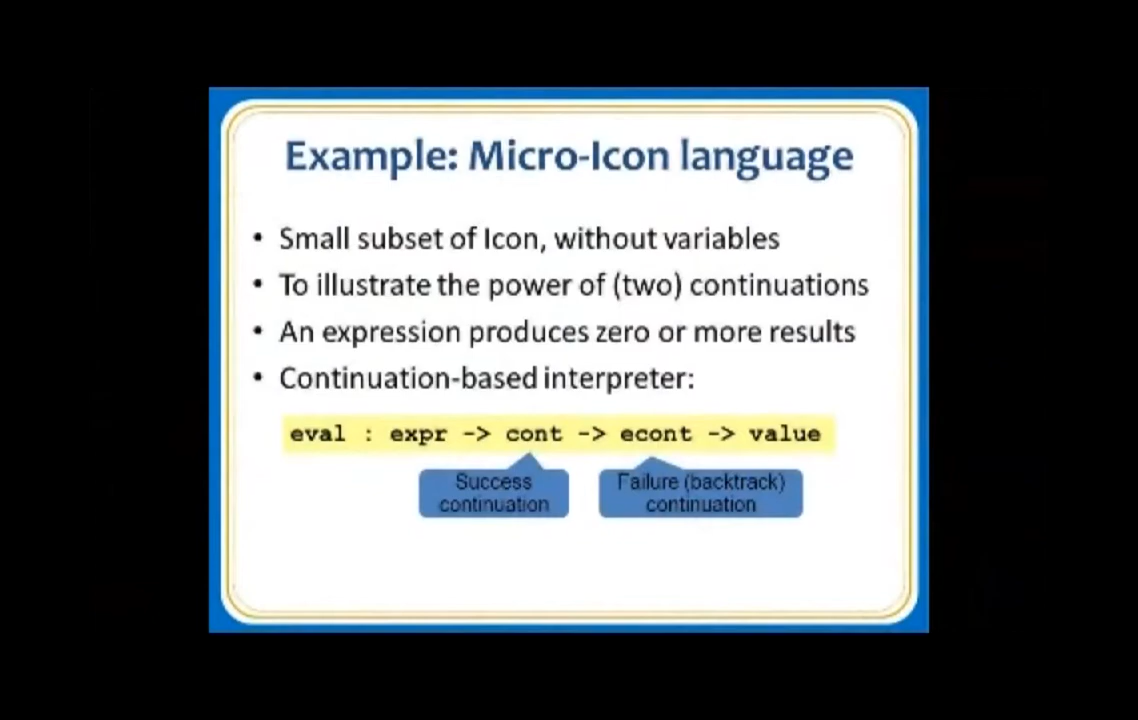 Example: Micro-Icon language
• Small subset of Icon, without variables
• To illustrate the power of (two) continuations
• An expression produces zero or more results
• Continuation-based interpreter:
eval : expr -> cont -> econt -> value
Success
continuation
Failure (backtrack)
continuation